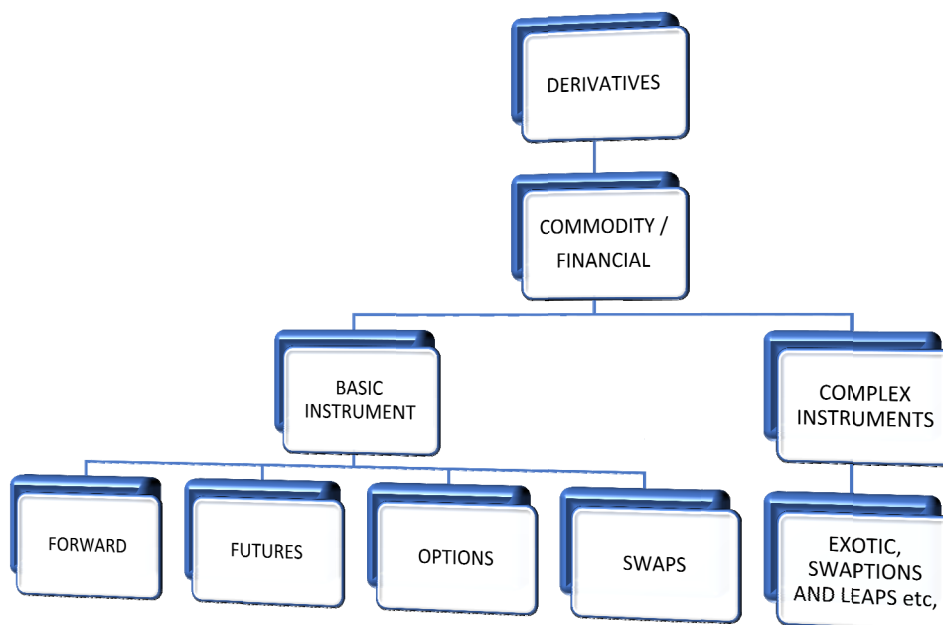 DERIVATIVES
COMMODITY /
FINANCIAL
BASIC
INSTRUMENT
COMPLEX
INSTRUMENTS
FORWARD
FUTURES
OPTIONS
SWAPS
EXOTIC,
SWAPTIONS
AND LEAPS etc,